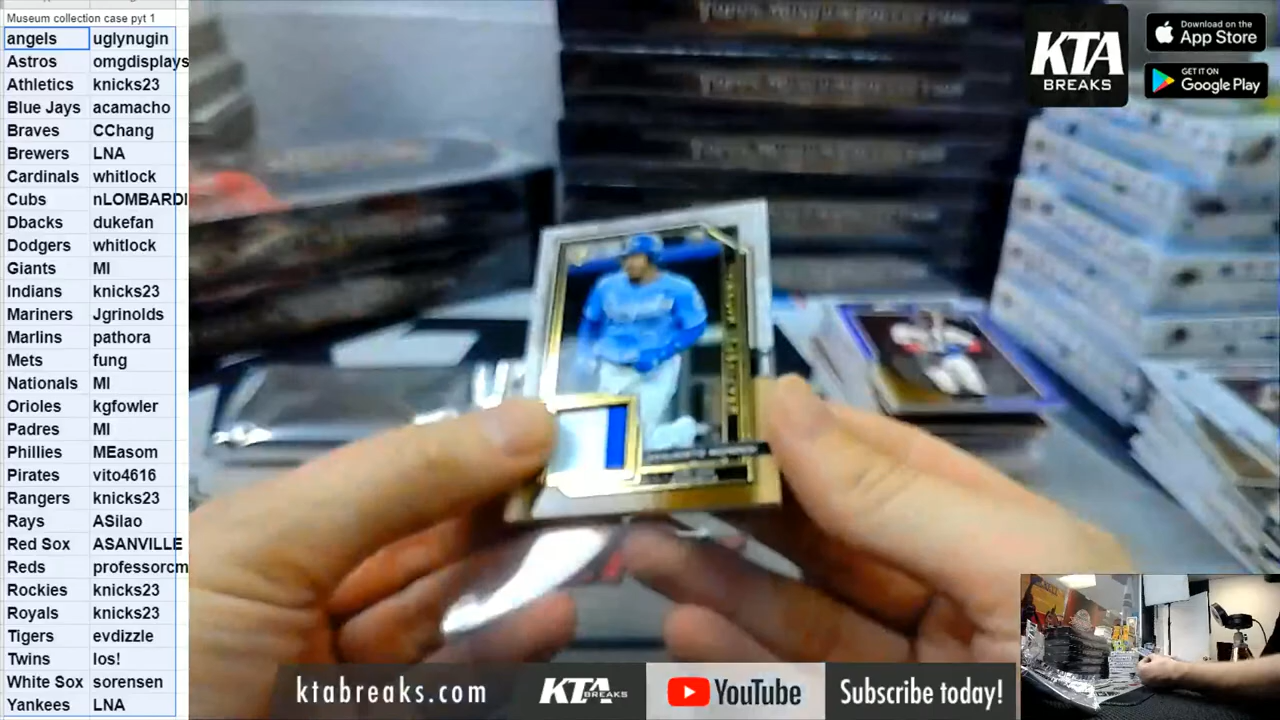 Museum collection case pyt 1
angels uglynugin
Astros omgdisplays
Athletics knicks23
Blue Jays acamacho
Braves CChang
Brewers LNA
Cardinals whitlock
Cubs nLOMBARDI
Dbacks dukefan
Dodgers whitlock
Giants MI
Indians knicks23
Mariners Jgrinolds
Marlins pathora
Mets fung
Nationals MI
Orioles kgfowler
Padres MI
Phillies MEasom
Pirates vito4616
Rangers knicks23
Rays ASilao
Red Sox ASANVILLE
Reds professorcm
Rockies knicks23
Royals knicks23
Tigers evdizzle
Twins los!
White Sox sorensen
Yankees LNA
KTA
BREAKS
Download on the
App Store
GET IT ON
Google Play
ktabreaks.com
KTA BREAKS
YouTube
Subscribe today!